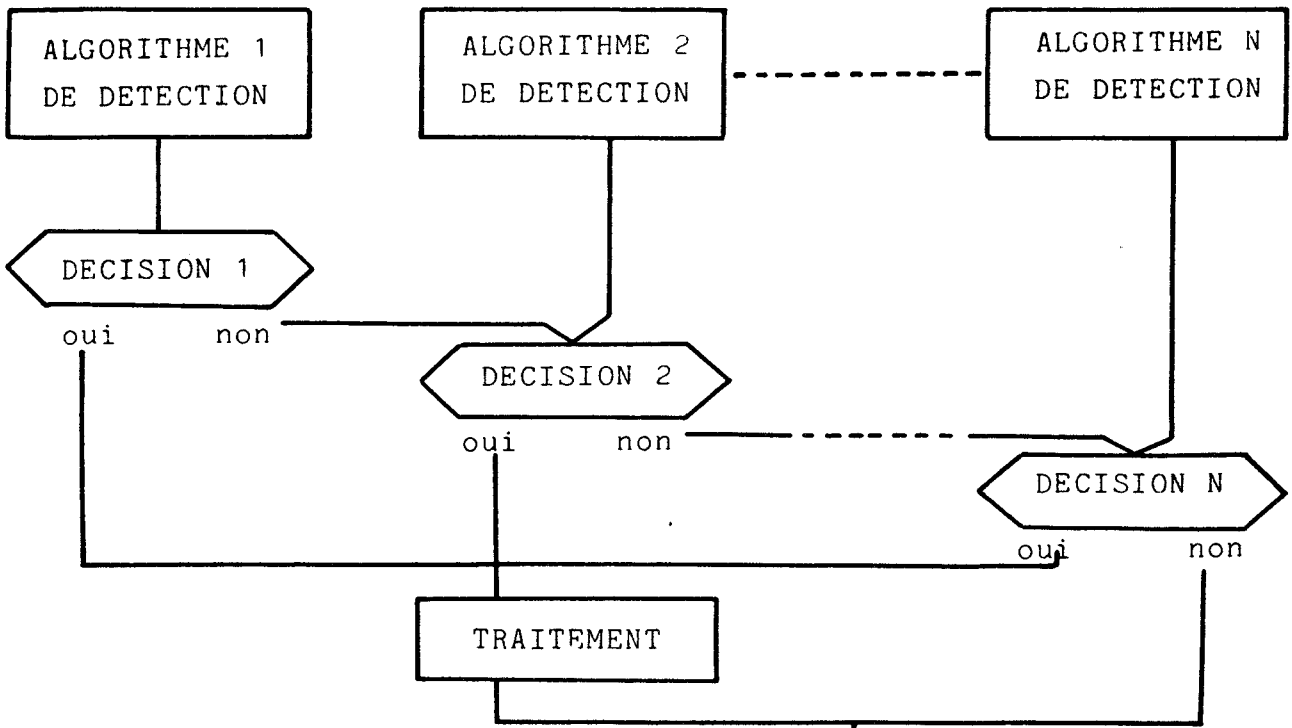 ALGORITHME 1
DE DETECTION
ALGORITHME 2
DE DETECTION
ALGORITHME N
DE DETECTION
DECISION 1
oui non
DECISION 2
oui non
DECISION N
oui non
TRAITEMENT